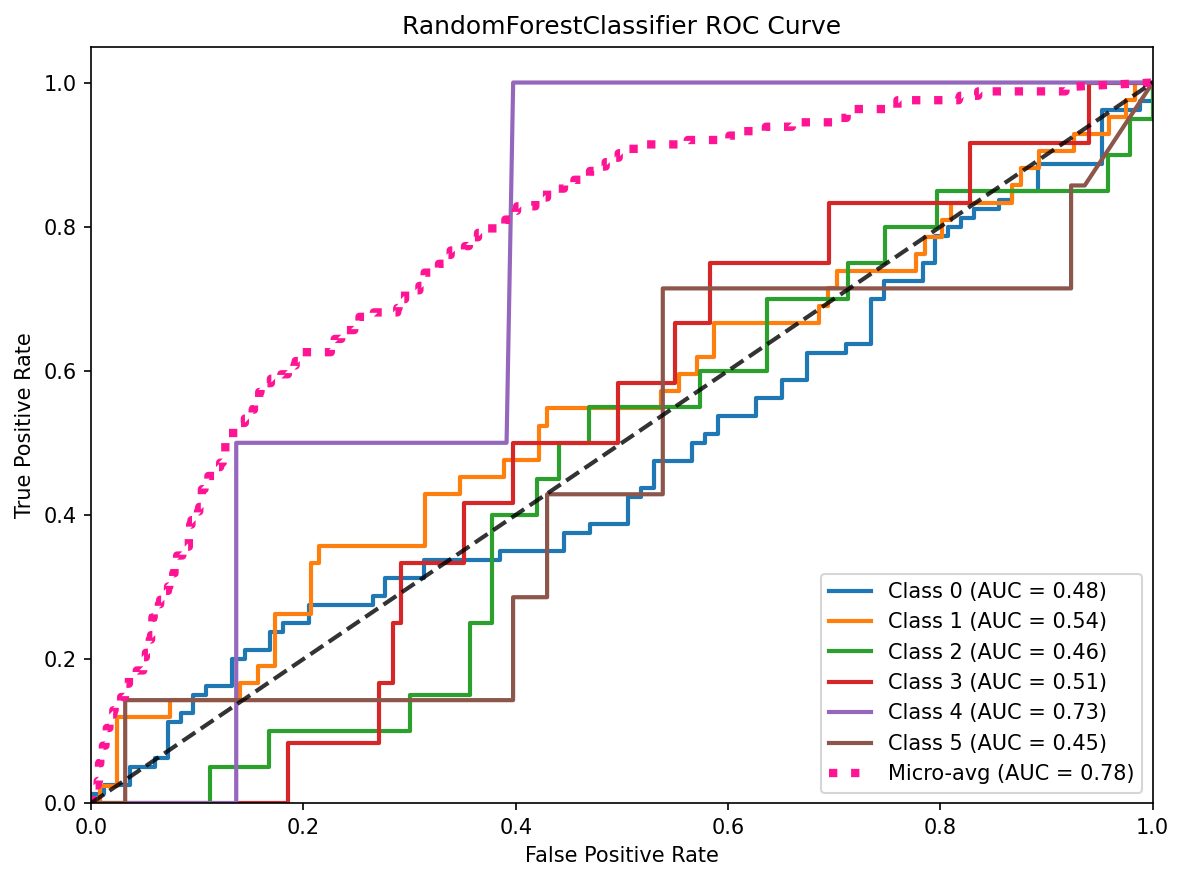 RandomForestClassifier ROC Curve
True Positive Rate
1.0
0.8
0.6
0.4
0.2
0.0
0.0 0.2 0.4 0.6 0.8 1.0
False Positive Rate
Class 0 (AUC = 0.48)
Class 1 (AUC = 0.54)
Class 2 (AUC = 0.46)
Class 3 (AUC = 0.51)
Class 4 (AUC = 0.73)
Class 5 (AUC = 0.45)
Micro-avg (AUC = 0.78)